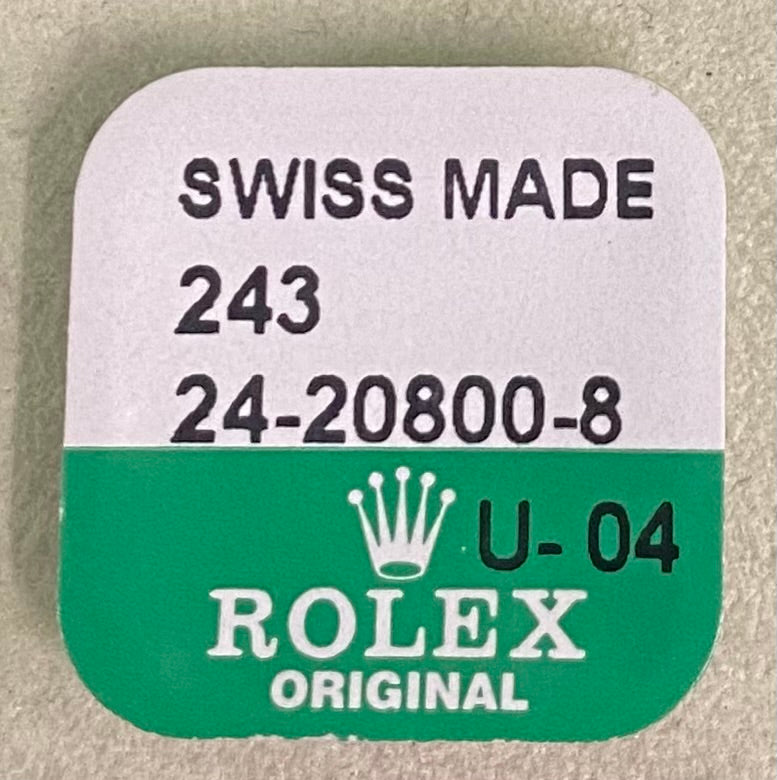 SWISS MADE
243
24-20800-8
U- 04
ROLEX
ORIGINAL